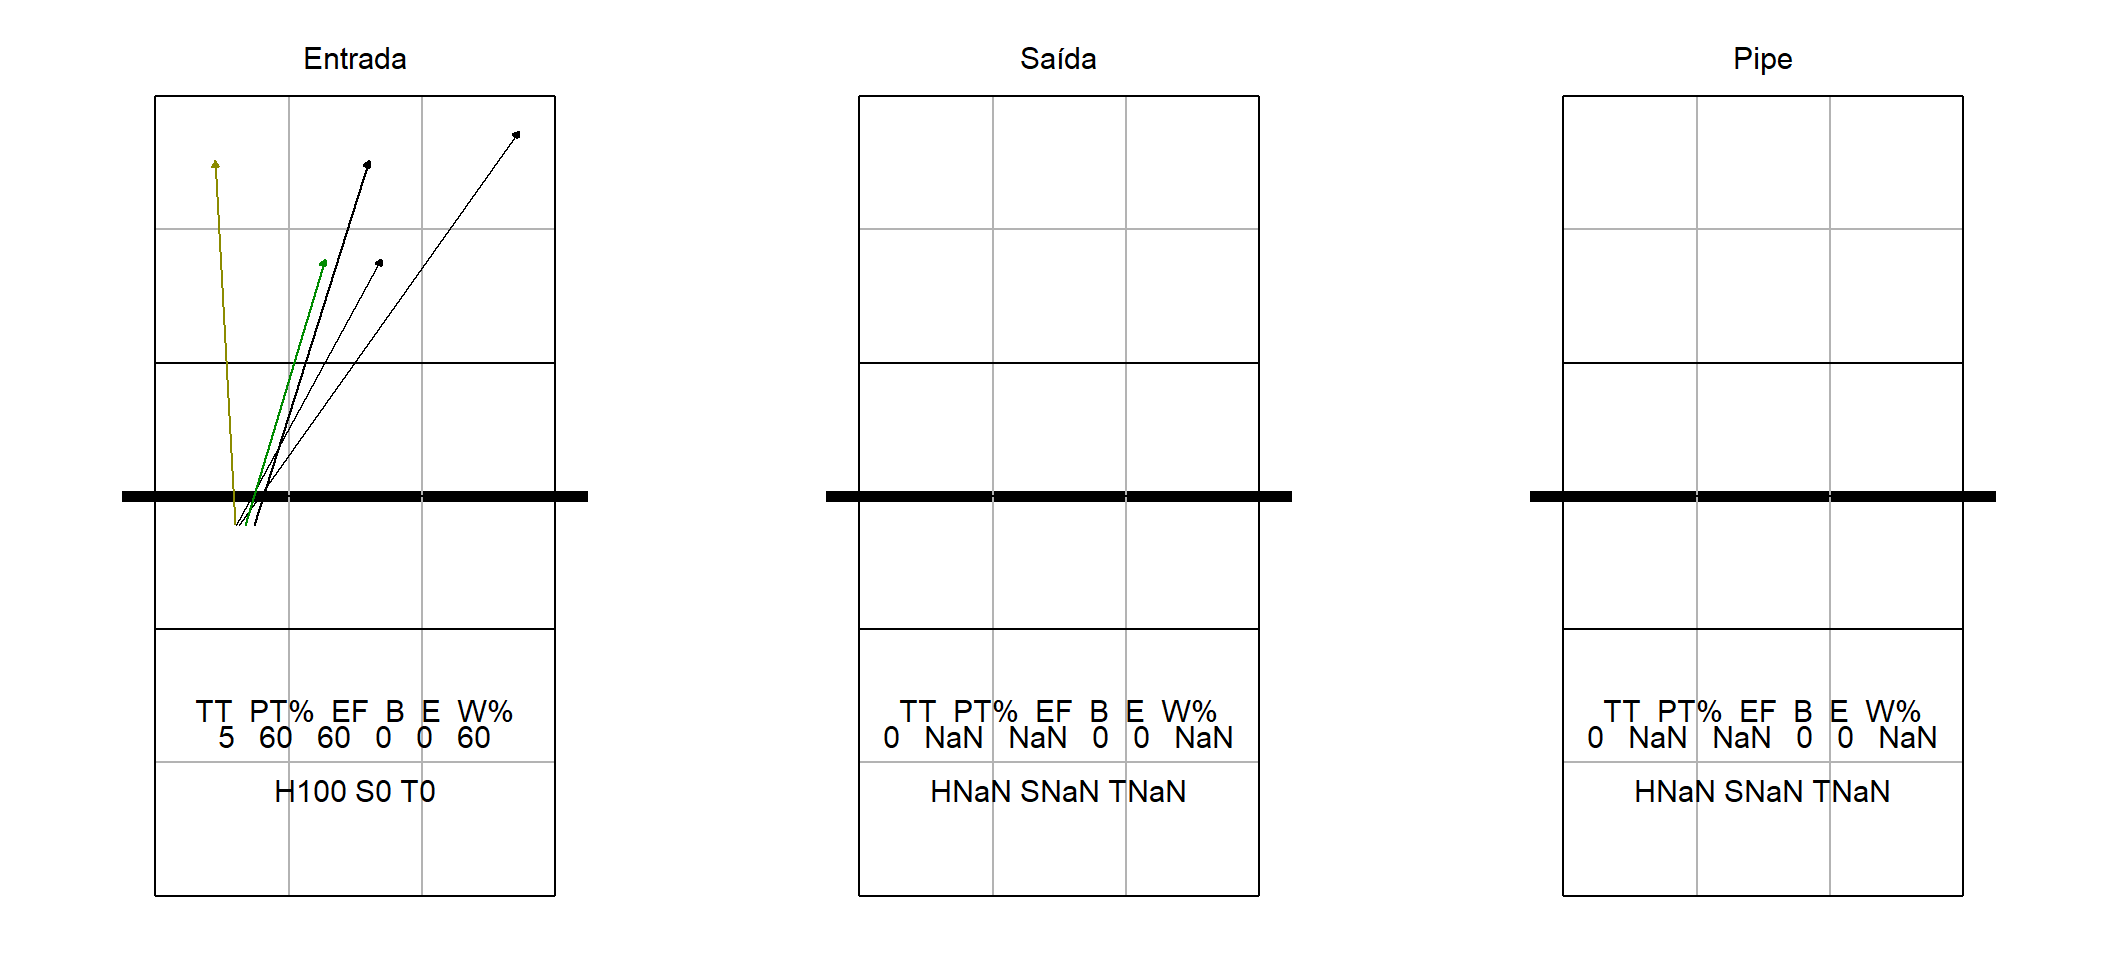 Entrada
TT PT% EF B E W%
5 60 60 0 0 60
H100 S0 T0
Saída
TT PT% EF B E W%
0 NaN NaN 0 0 NaN
HNaN SNaN TNaN
Pipe
TT PT% EF B E W%
0 NaN NaN 0 0 NaN
HNaN SNaN TNaN